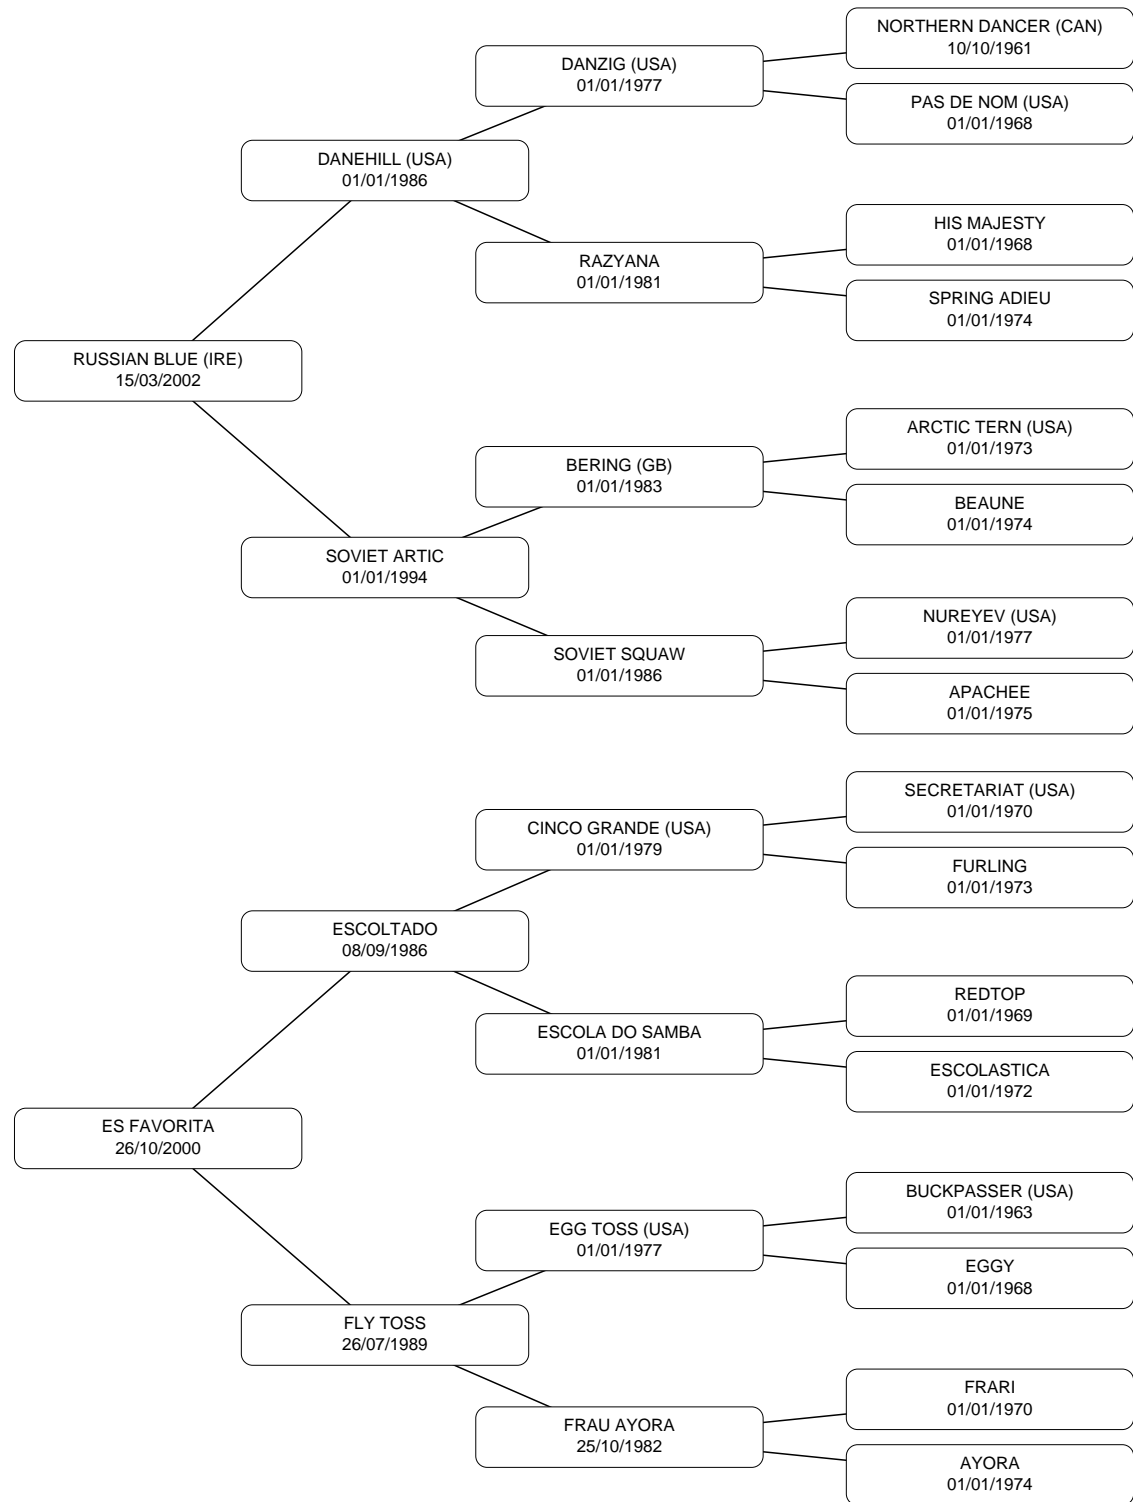 NORTHERN DANCER (CAN)
10/10/1961
DANZIG (USA)
01/01/1977
PAS DE NOM (USA)
01/01/1968
DANEHILL (USA)
01/01/1986
HIS MAJESTY
01/01/1968
RAZYANA
01/01/1981
SPRING ADIEU
01/01/1974
RUSSIAN BLUE (IRE)
15/03/2002
ARCTIC TERN (USA)
01/01/1973
BERING (GB)
01/01/1983
BEAUNE
01/01/1974
SOVIET ARTIC
01/01/1994
NUREYEV (USA)
01/01/1977
SOVIET SQUAW
01/01/1986
APACHEE
01/01/1975
SECRETARIAT (USA)
01/01/1970
CINCO GRANDE (USA)
01/01/1979
FURLING
01/01/1973
ESCOLTADO
08/09/1986
REDTOP
01/01/1969
ESCOLA DO SAMBA
01/01/1981
ESCOLASTICA
01/01/1972
ES FAVORITA
26/10/2000
BUCKPASSER (USA)
01/01/1963
EGG TOSS (USA)
01/01/1977
EGGY
01/01/1968
FLY TOSS
26/07/1989
FRARI
01/01/1970
FRAU AYORA
25/10/1982
AYORA
01/01/1974